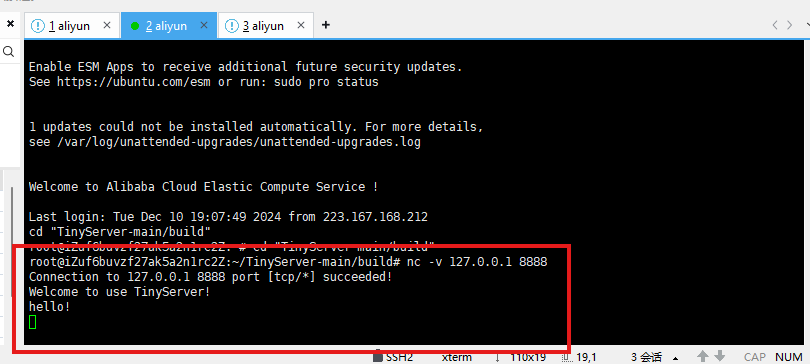 1 aliyun
2 aliyun
3 aliyun
Enable ESM Apps to receive additional future security updates.
See https://ubuntu.com/esm or run: sudo pro status
1 updates could not be installed automatically. For more details,
see /var/log/unattended-upgrades/unattended-upgrades.log
Welcome to Alibaba Cloud Elastic Compute Service !
Last login: Tue Dec 10 19:07:49 2024 from 223.167.168.212
cd "TinyServer-main/build"
root@iZuf6buvzf27ak5a2n1rc2Z:~# cd "TinyServer-main/build"
root@iZuf6buvzf27ak5a2n1rc2Z:~/TinyServer-main/build# nc -v 127.0.0.1 8888
Connection to 127.0.0.1 8888 port [tcp/*] succeeded!
Welcome to use TinyServer!
hello!
SSH2 xterm 110x19 19,1 3 会话 CAP NUM